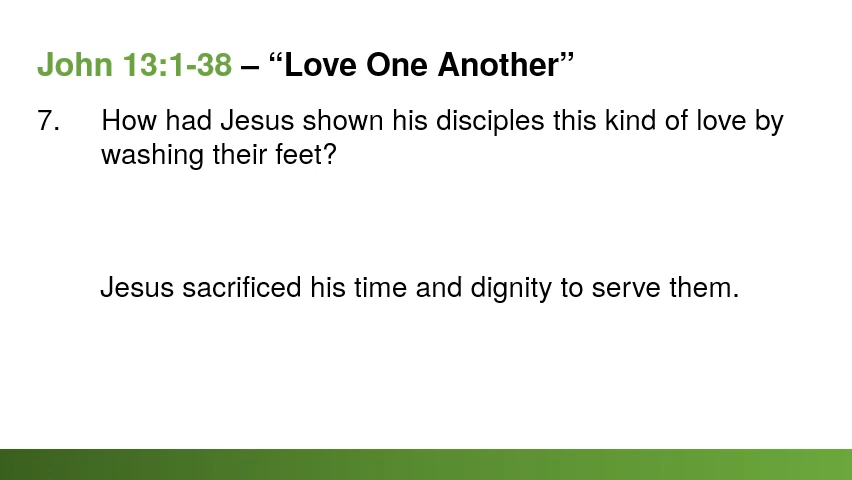 John 13:1-38 – “Love One Another”
7. How had Jesus shown his disciples this kind of love by
washing their feet?
Jesus sacrificed his time and dignity to serve them.